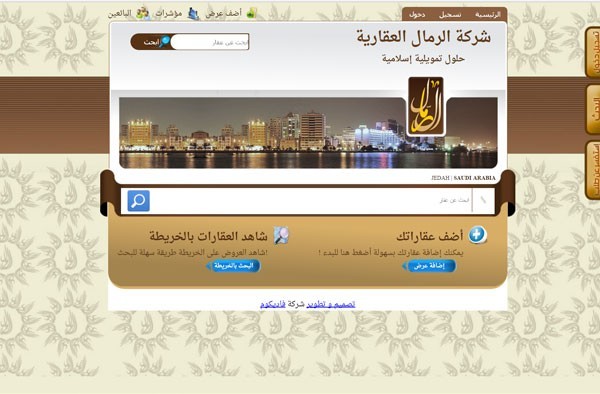 الرئيسية تسجيل دخول
أضف عرض مؤشرات البائعين
شركة الرمال العقارية
حلول تمويلية إسلامية
ابحث عن عقار ابحث
الرمال
JEDAH | SAUDI ARABIA
ابحث عن عقار
أضف عقاراتك
يمكنك إضافة عقارتك بسهولة أضغط هنا للبدء !
إضافة عرض
شاهد العقارات بالخريطة
شاهد العروض على الخريطة طريقة سهلة للبحث!
البحث بالخريطة
تصميم و تطوير شركة فاديكوم